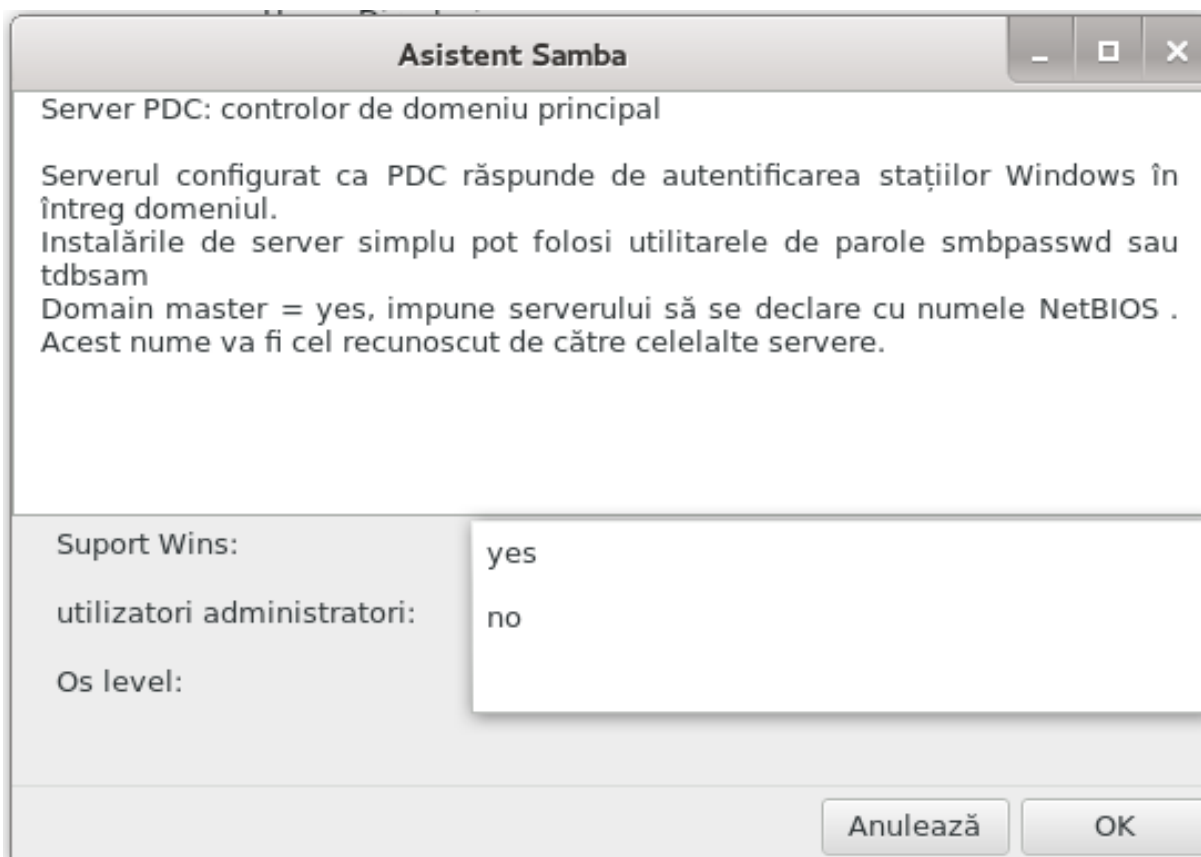 Asistent Samba
Server PDC: controlor de domeniu principal
Serverul configurat ca PDC răspunde de autentificarea stațiilor Windows în
întreg domeniul.
Instalările de server simplu pot folosi utilitarele de parole smbpasswd sau
tdbsam
Domain master = yes, impune serverului să se declare cu numele NetBIOS .
Acest nume va fi cel recunoscut de către celelalte servere.
Suport Wins:
yes
utilizatori administratori:
no
Os level:
Anulează
OK